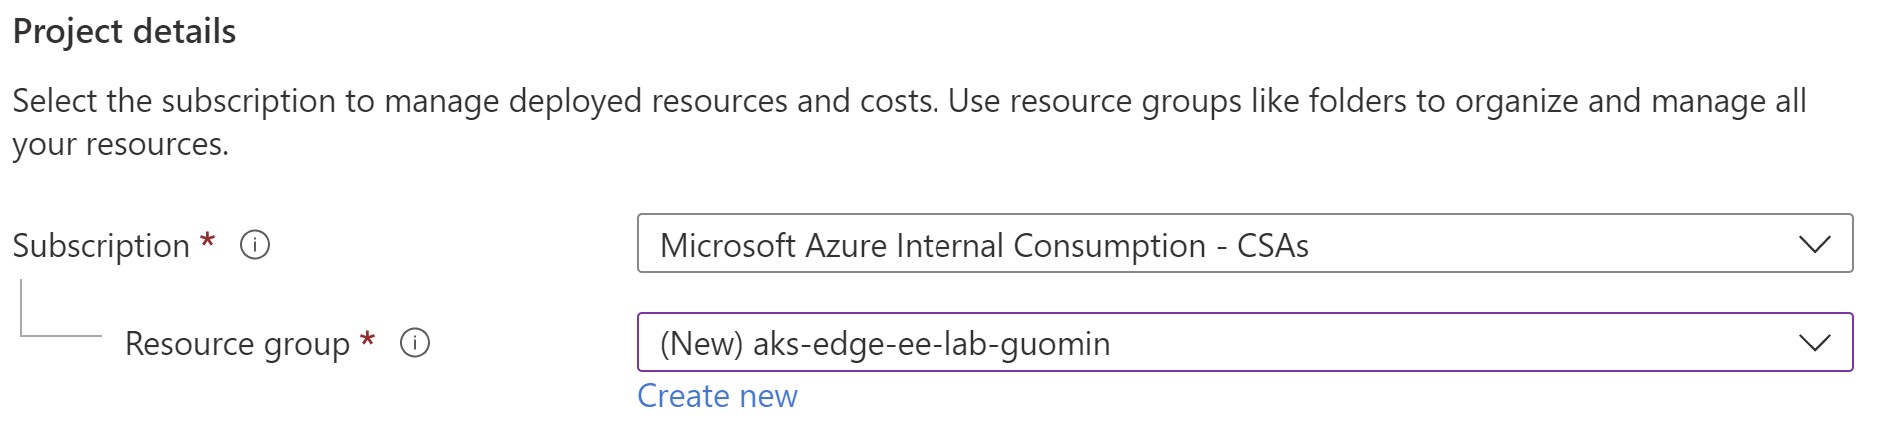 Project details
Select the subscription to manage deployed resources and costs. Use resource groups like folders to organize and manage all
your resources.
Subscription *
Microsoft Azure Internal Consumption - CSAs
Resource group *
(New) aks-edge-ee-lab-guomin
Create new